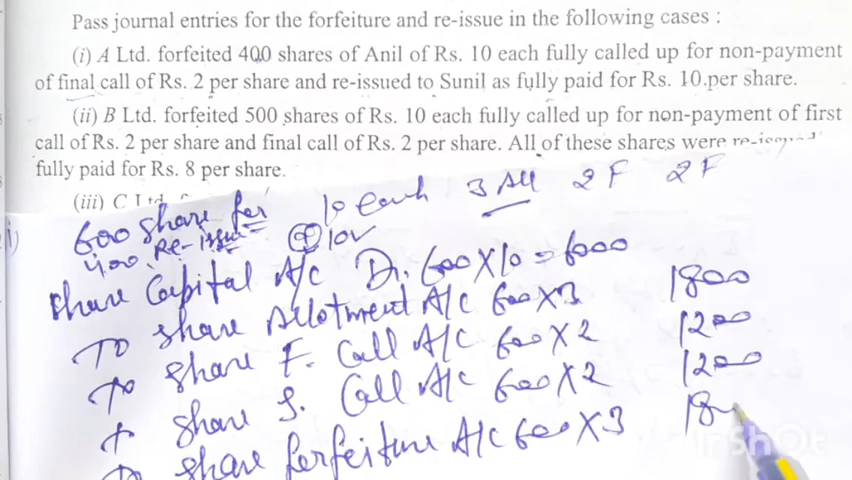 Pass journal entries for the forfeiture and re-issue in the following cases :
(i) A Ltd. forfeited 400 shares of Anil of Rs. 10 each fully called up for non-payment
of final call of Rs. 2 per share and re-issued to Sunil as fully paid for Rs. 10 per share.
(ii) B Ltd. forfeited 500 shares of Rs. 10 each fully called up for non-payment of first
call of Rs. 2 per share and final call of Rs. 2 per share. All of these shares were re-issued
fully paid for Rs. 8 per share.
(iii) C Ltd.
600 share for 10 each 3 All 2 F 2 F
400 Re-issue @ 10
Share Capital A/c Dr. 600 X 10 = 6000
To share Allotment A/c 600 X 3 1800
To share F. Call A/c 600 X 2 1200
+ share S. Call A/c 600 X 2 1200
To share forfeiture A/c 600 X 3 18
InShot